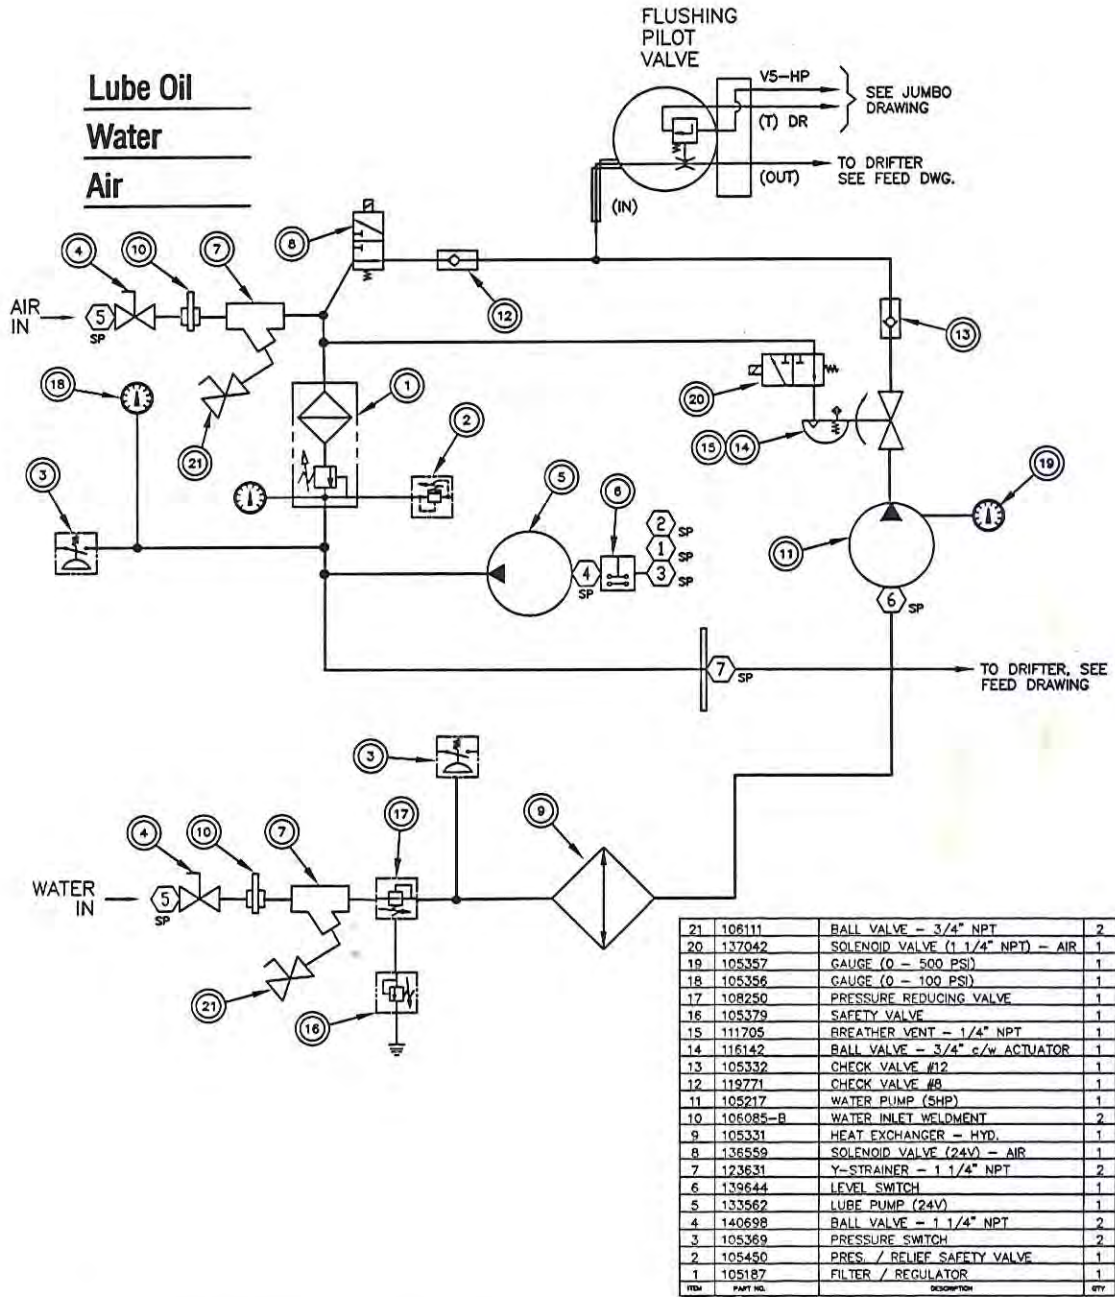 FLUSHING
PILOT
VALVE
Lube Oil
Water
Air
V5-HP
(T) DR
SEE JUMBO
DRAWING
(OUT)
TO DRIFTER
SEE FEED DWG.
(IN)
8
4
10
7
12
13
AIR
IN
5
SP
18
1
20
2
15
14
21
3
5
6
19
11
2
SP
1
SP
4
SP
3
SP
6
SP
7
SP
TO DRIFTER, SEE
FEED DRAWING
3
17
9
4
10
7
WATER
IN
5
SP
21
16
21 106111 BALL VALVE - 3/4" NPT 2
20 137042 SOLENOID VALVE (1 1/4" NPT) - AIR 1
19 105357 GAUGE (0 - 500 PSI) 1
18 105356 GAUGE (0 - 100 PSI) 1
17 108250 PRESSURE REDUCING VALVE 1
16 105379 SAFETY VALVE 1
15 111705 BREATHER VENT - 1/4" NPT 1
14 116142 BALL VALVE - 3/4" c/w ACTUATOR 1
13 105332 CHECK VALVE #12 1
12 119771 CHECK VALVE #8 1
11 105217 WATER PUMP (5HP) 1
10 106085-B WATER INLET WELDMENT 2
9 105331 HEAT EXCHANGER - HYD. 1
8 136559 SOLENOID VALVE (24V) - AIR 1
7 123631 Y-STRAINER - 1 1/4" NPT 2
6 139644 LEVEL SWITCH 1
5 133562 LUBE PUMP (24V) 1
4 140698 BALL VALVE - 1 1/4" NPT 2
3 105369 PRESSURE SWITCH 2
2 105450 PRES. / RELIEF SAFETY VALVE 1
1 105187 FILTER / REGULATOR 1
ITEM PART NO. DESCRIPTION QTY